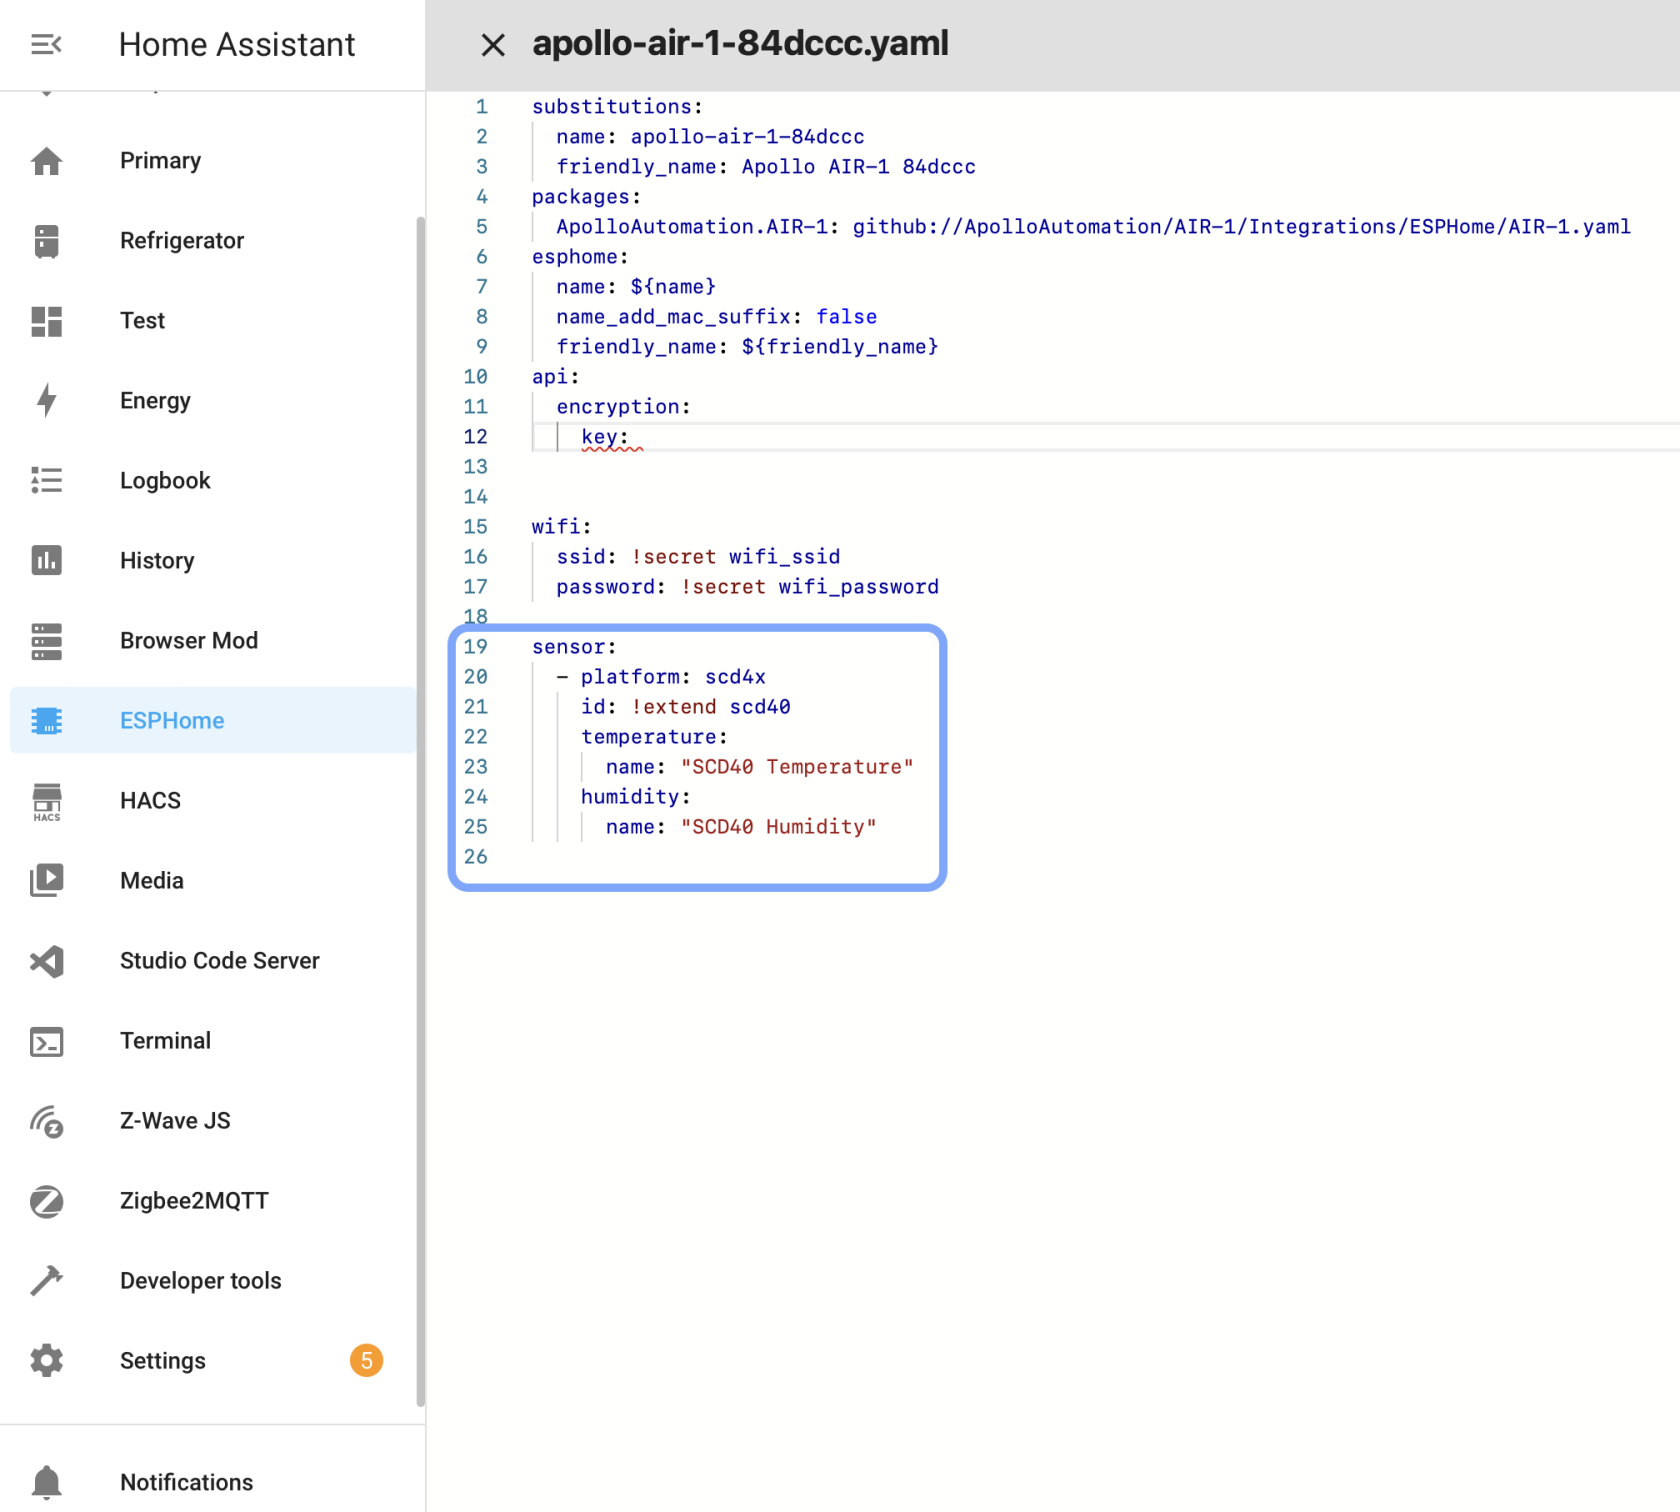 Home Assistant
Primary
Refrigerator
Test
Energy
Logbook
History
Browser Mod
ESPHome
HACS
HACS
Media
Studio Code Server
Terminal
Z-Wave JS
Zigbee2MQTT
Developer tools
Settings 5
Notifications
apollo-air-1-84dccc.yaml
1 substitutions:
2 name: apollo-air-1-84dccc
3 friendly_name: Apollo AIR-1 84dccc
4 packages:
5 ApolloAutomation.AIR-1: github://ApolloAutomation/AIR-1/Integrations/ESPHome/AIR-1.yaml
6 esphome:
7 name: ${name}
8 name_add_mac_suffix: false
9 friendly_name: ${friendly_name}
10 api:
11 encryption:
12 key:
13
14
15 wifi:
16 ssid: !secret wifi_ssid
17 password: !secret wifi_password
18
19 sensor:
20 - platform: scd4x
21 id: !extend scd40
22 temperature:
23 name: "SCD40 Temperature"
24 humidity:
25 name: "SCD40 Humidity"
26